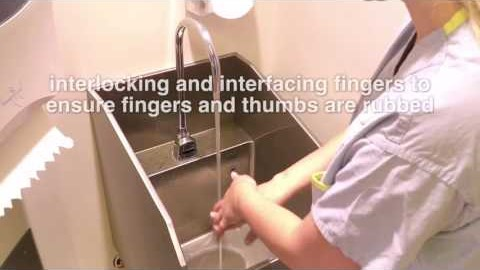 interlocking and interfacing fingers to
ensure fingers and thumbs are rubbed